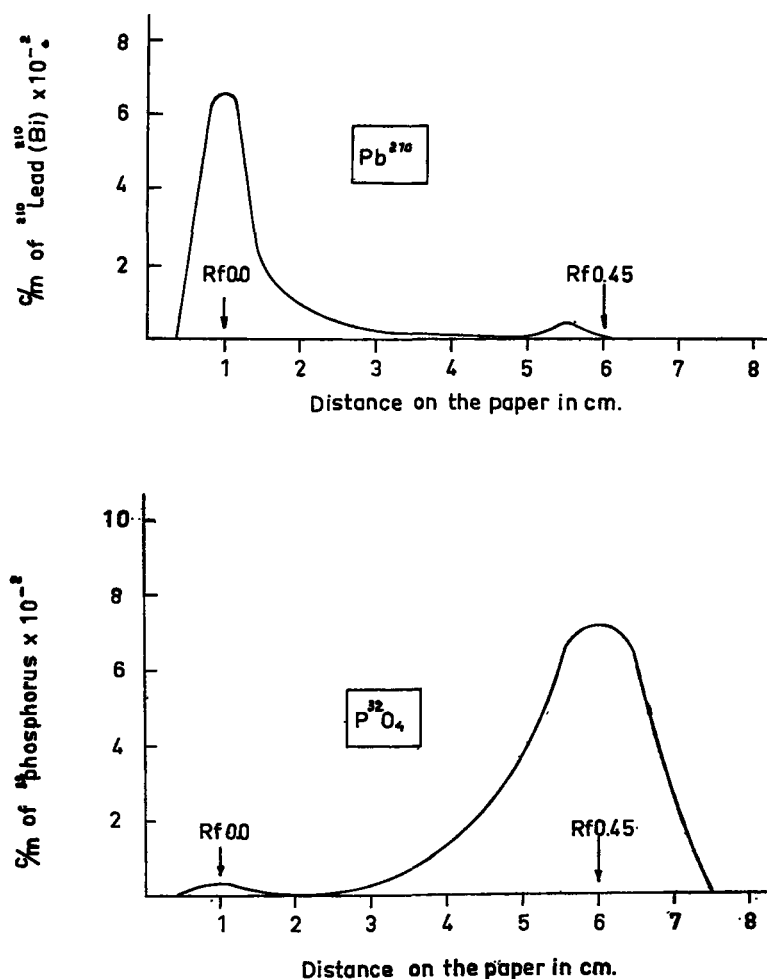 c/m of ²¹⁰Lead (Bi)²¹⁰ x 10⁻²
8
6
4
2
Pb²¹⁰
Rf0.0
Rf0.45
1 2 3 4 5 6 7 8
Distance on the paper in cm.
c/m of ³²phosphorus x 10⁻²
10
8
6
4
2
P³²O₄
Rf0.0
Rf0.45
1 2 3 4 5 6 7 8
Distance on the paper in cm.